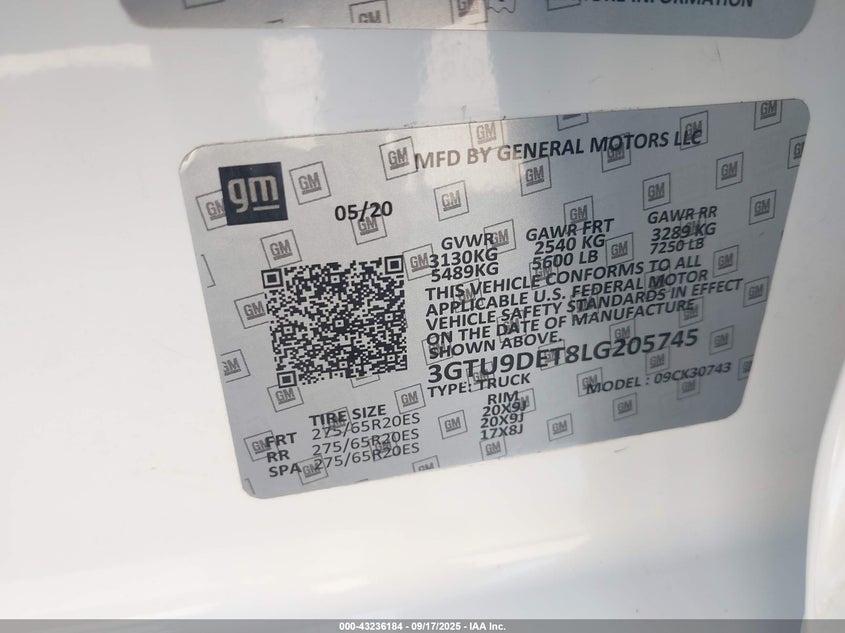 URE INFORMATION
gm
MFD BY GENERAL MOTORS LLC
05/20
GVWR GAWR FRT GAWR RR
3130KG 2540 KG 3289 KG
5489KG 5600 LB 7250 LB
THIS VEHICLE CONFORMS TO ALL
APPLICABLE U.S. FEDERAL MOTOR
VEHICLE SAFETY STANDARDS IN EFFECT
ON THE DATE OF MANUFACTURE
SHOWN ABOVE.
3GTU9DET8LG205745
TYPE: TRUCK MODEL : 09CK30743
TIRE SIZE RIM
FRT 275/65R20ES 20X9J
RR 275/65R20ES 20X9J
SPA 275/65R20ES 17X8J
000-43236184 - 09/17/2025 - IAA Inc.